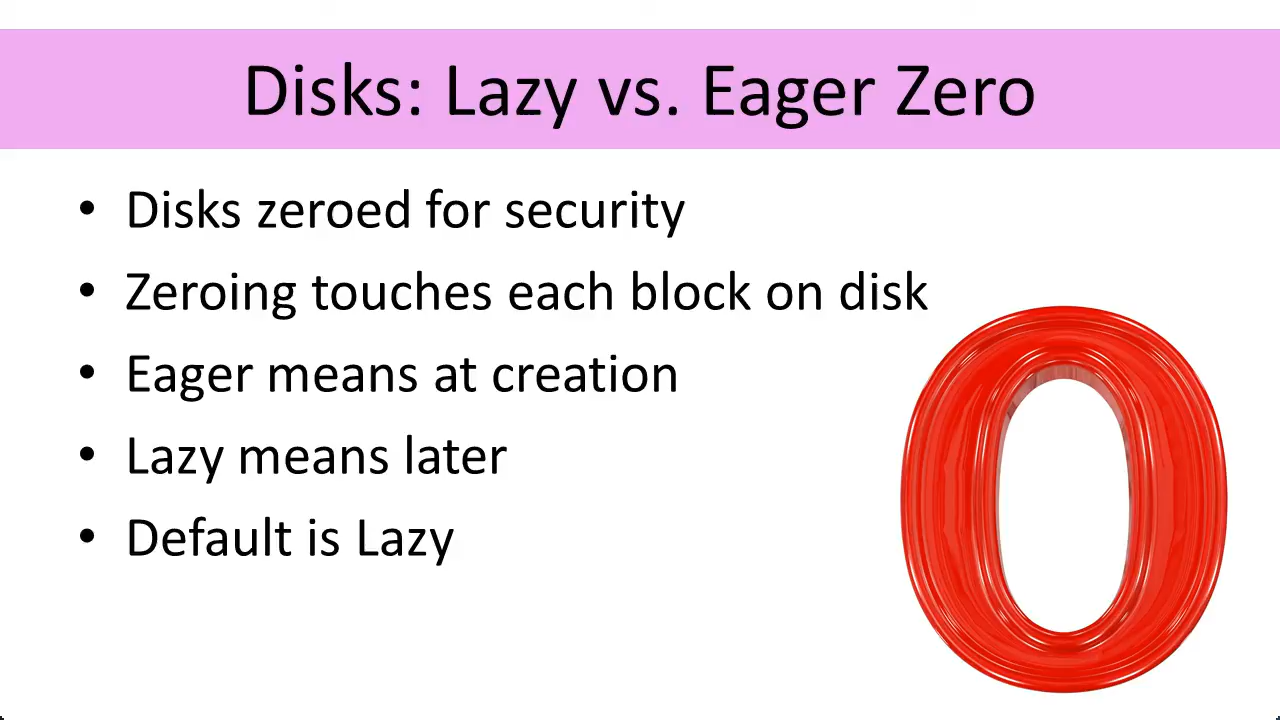 Disks: Lazy vs. Eager Zero
• Disks zeroed for security
• Zeroing touches each block on disk
• Eager means at creation
• Lazy means later
• Default is Lazy
0